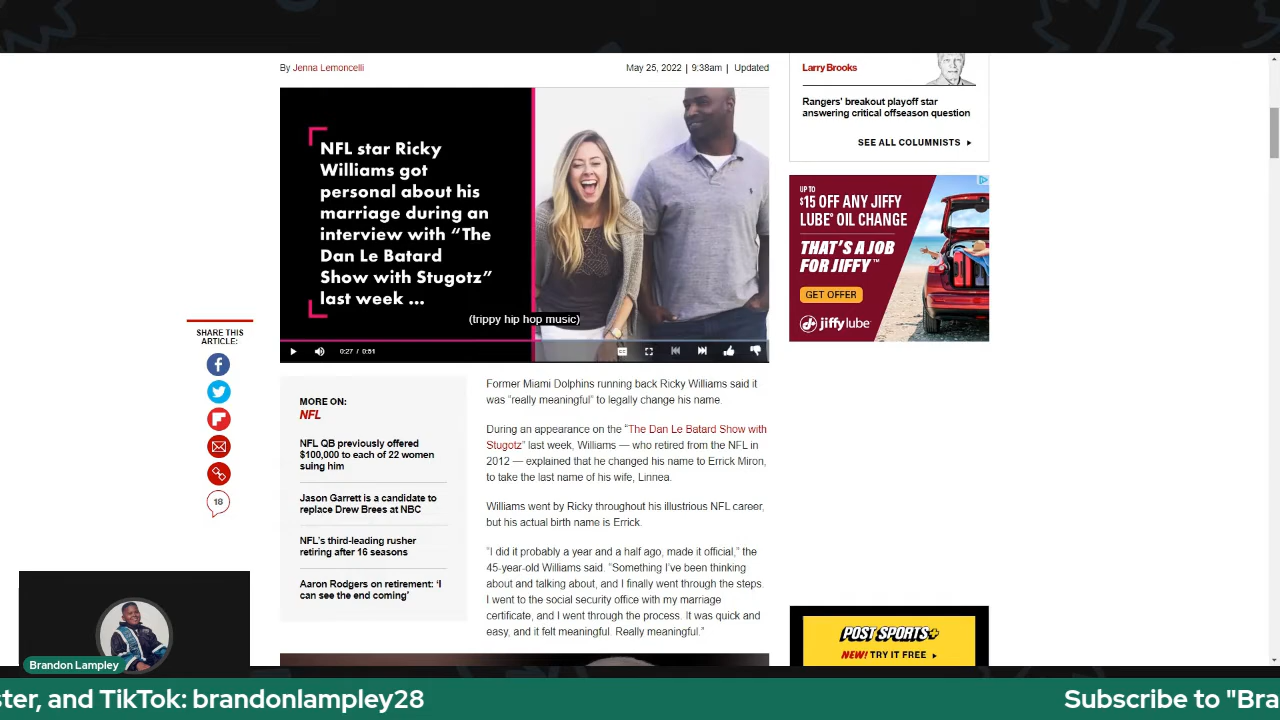 By Jenna Lemoncelli
May 25, 2022 | 9:38am | Updated
NFL star Ricky
Williams got
personal about his
marriage during an
interview with “The
Dan Le Batard
Show with Stugotz”
last week ...
(trippy hip hop music)
0:27 / 0:51
CC
SHARE THIS
ARTICLE:
18
MORE ON:
NFL
NFL QB previously offered
$100,000 to each of 22 women
suing him
Jason Garrett is a candidate to
replace Drew Brees at NBC
NFL's third-leading rusher
retiring after 16 seasons
Aaron Rodgers on retirement: ‘I
can see the end coming’
Former Miami Dolphins running back Ricky Williams said it
was “really meaningful” to legally change his name.
During an appearance on the “The Dan Le Batard Show with
Stugotz” last week, Williams — who retired from the NFL in
2012 — explained that he changed his name to Errick Miron,
to take the last name of his wife, Linnea.
Williams went by Ricky throughout his illustrious NFL career,
but his actual birth name is Errick.
“I did it probably a year and a half ago, made it official,” the
45-year-old Williams said. “Something I’ve been thinking
about and talking about, and I finally went through the steps.
I went to the social security office with my marriage
certificate, and I went through the process. It was quick and
easy, and it felt meaningful. Really meaningful.”
Larry Brooks
Rangers' breakout playoff star
answering critical offseason question
SEE ALL COLUMNISTS
UP TO
$15 OFF ANY JIFFY
LUBE® OIL CHANGE
THAT'S A JOB
FOR JIFFY™
GET OFFER
jiffylube
POST SPORTS+
NEW! TRY IT FREE
Brandon Lampley
ster, and TikTok: brandonlampley28
Subscribe to "Bra